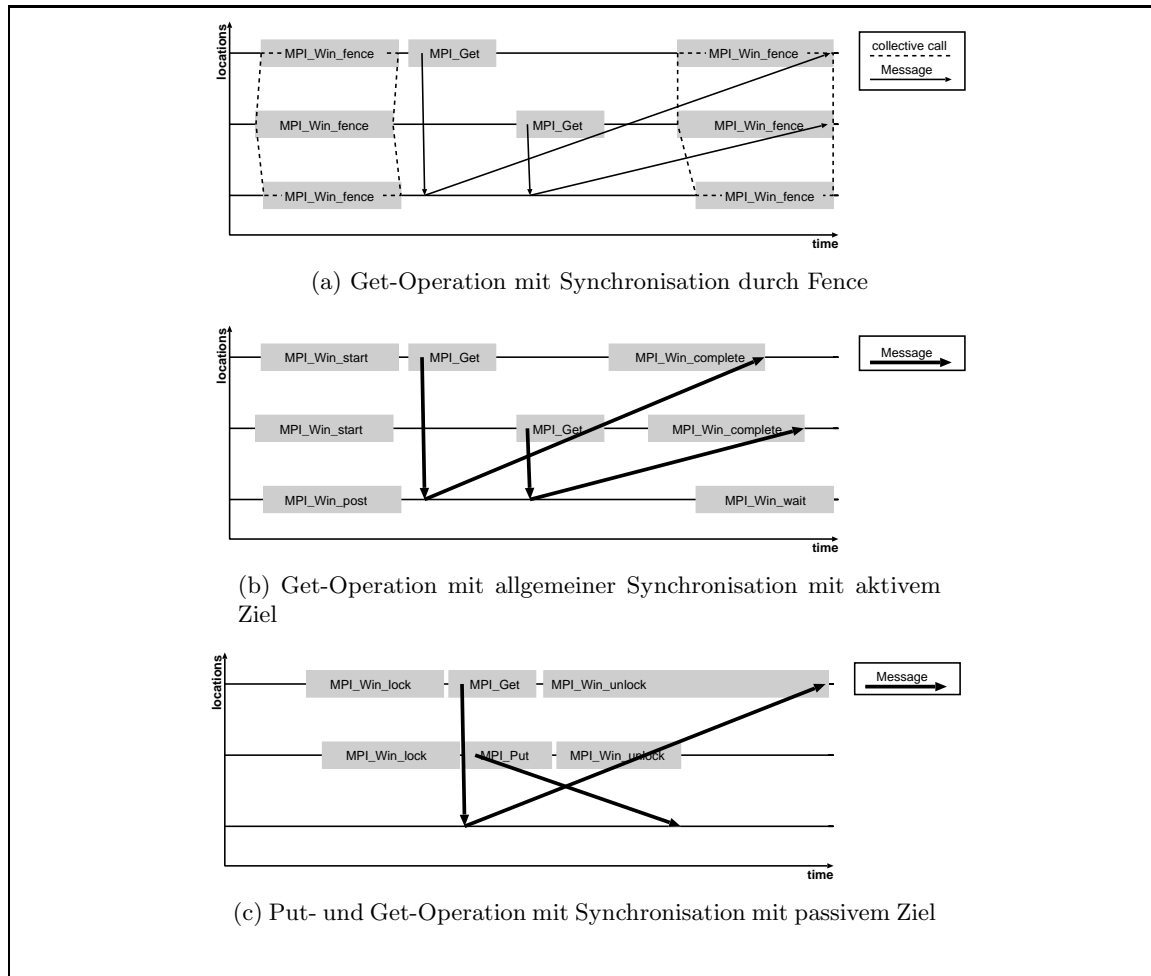 locations
MPI_Win_fence MPI_Get MPI_Win_fence
collective call
Message
MPI_Win_fence MPI_Get MPI_Win_fence
MPI_Win_fence MPI_Win_fence
time
(a) Get-Operation mit Synchronisation durch Fence
locations
MPI_Win_start MPI_Get MPI_Win_complete
Message
MPI_Win_start MPI_Get MPI_Win_complete
MPI_Win_post MPI_Win_wait
time
(b) Get-Operation mit allgemeiner Synchronisation mit aktivem
Ziel
locations
MPI_Win_lock MPI_Get MPI_Win_unlock
Message
MPI_Win_lock MPI_Put MPI_Win_unlock
time
(c) Put- und Get-Operation mit Synchronisation mit passivem Ziel